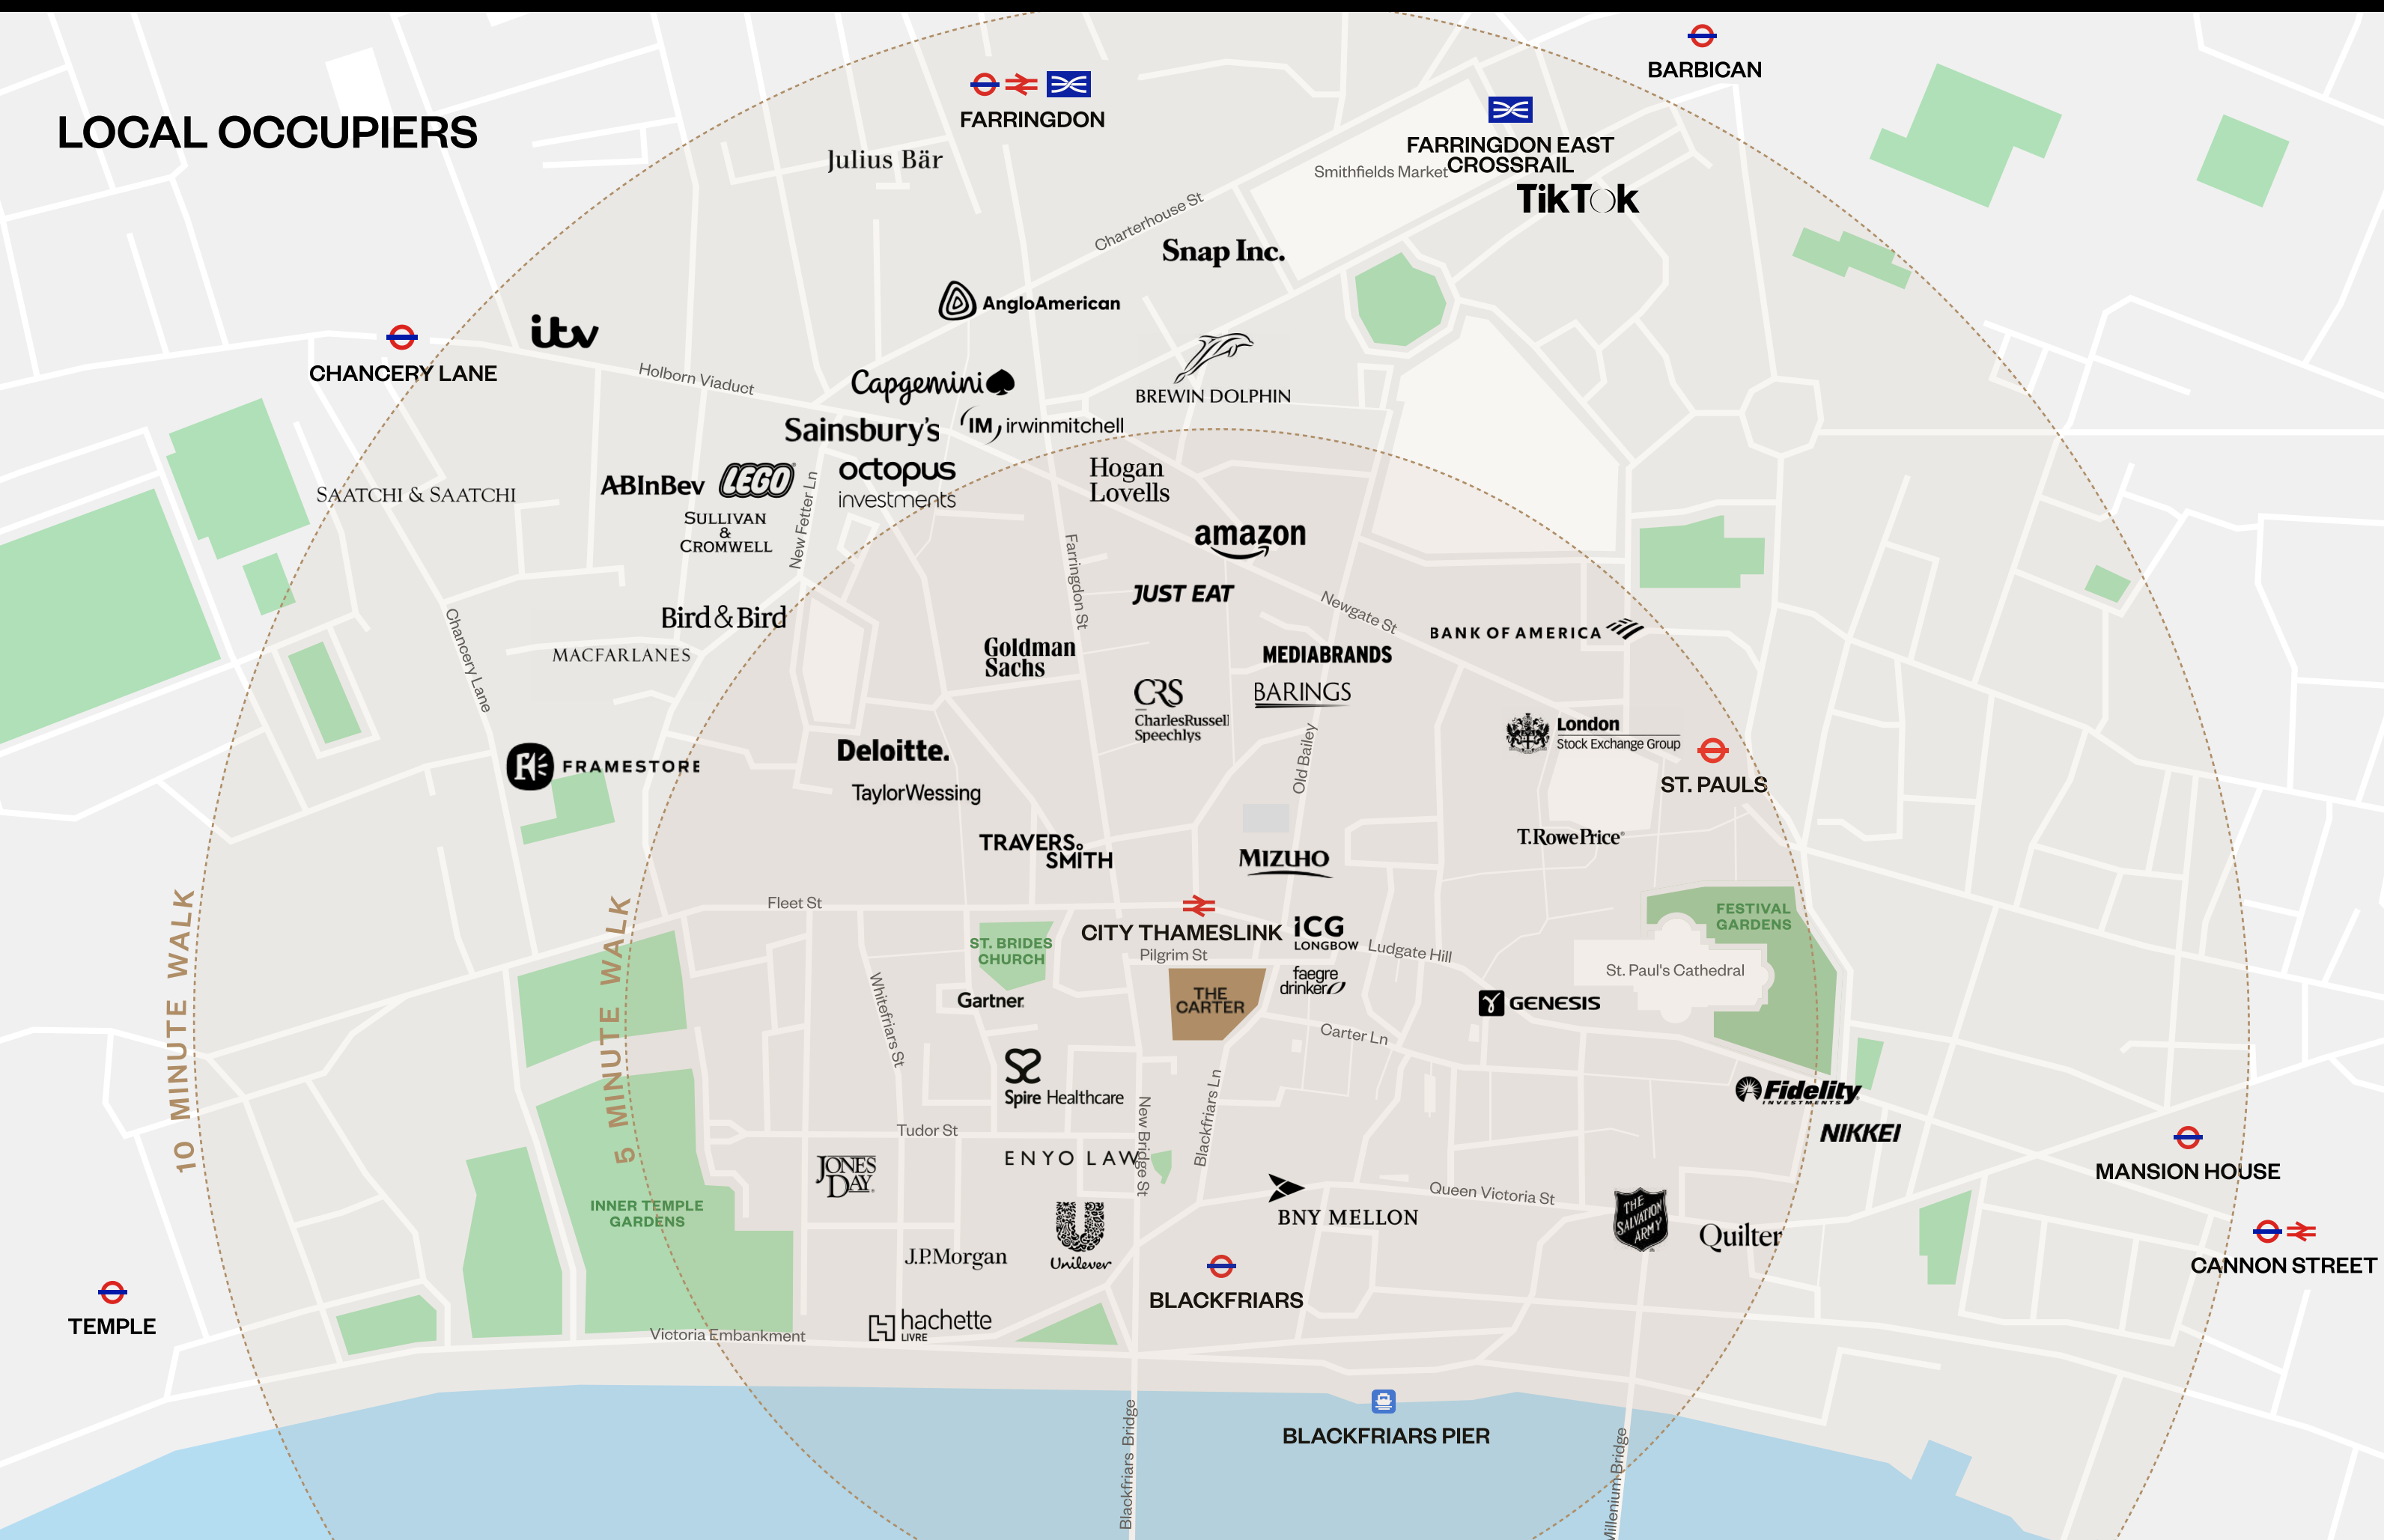 LOCAL OCCUPIERS
BARBICAN
FARRINGDON
FARRINGDON EAST
CROSSRAIL
Smithfields Market
Julius Bär
TikTok
Charterhouse St
Snap Inc.
AngloAmerican
itv
CHANCERY LANE
Holborn Viaduct
Capgemini
BREWIN DOLPHIN
Sainsbury's
IM irwinmitchell
SAATCHI & SAATCHI
ABInBev
LEGO
octopus
investments
Hogan
Lovells
SULLIVAN
&
CROMWELL
New Fetter Ln
amazon
Farringdon St
JUST EAT
Newgate St
Bird&Bird
Chancery Lane
MACFARLANES
Goldman
Sachs
MEDIABRANDS
BANK OF AMERICA
CRS
CharlesRussell
Speechlys
BARINGS
Old Bailey
London
Stock Exchange Group
ST. PAULS
FRAMESTORE
Deloitte.
TaylorWessing
TRAVERS
SMITH
MIZUHO
T.RowePrice
10 MINUTE WALK
5 MINUTE WALK
Fleet St
ST. BRIDES
CHURCH
CITY THAMESLINK
Pilgrim St
iCG
LONGBOW
Ludgate Hill
FESTIVAL
GARDENS
St. Paul's Cathedral
Whitefriars St
Gartner
THE
CARTER
faegre
drinker
GENESIS
Carter Ln
Spire Healthcare
New Bridge St
Blackfriars Ln
Fidelity
INVESTMENTS
NIKKEI
Tudor St
ENYO LAW
JONES
DAY
MANSION HOUSE
INNER TEMPLE
GARDENS
Unilever
BNY MELLON
Queen Victoria St
THE
SALVATION
ARMY
Quilter
J.P.Morgan
BLACKFRIARS
CANNON STREET
TEMPLE
Victoria Embankment
hachette
LIVRE
Blackfriars Bridge
BLACKFRIARS PIER
Millenium Bridge